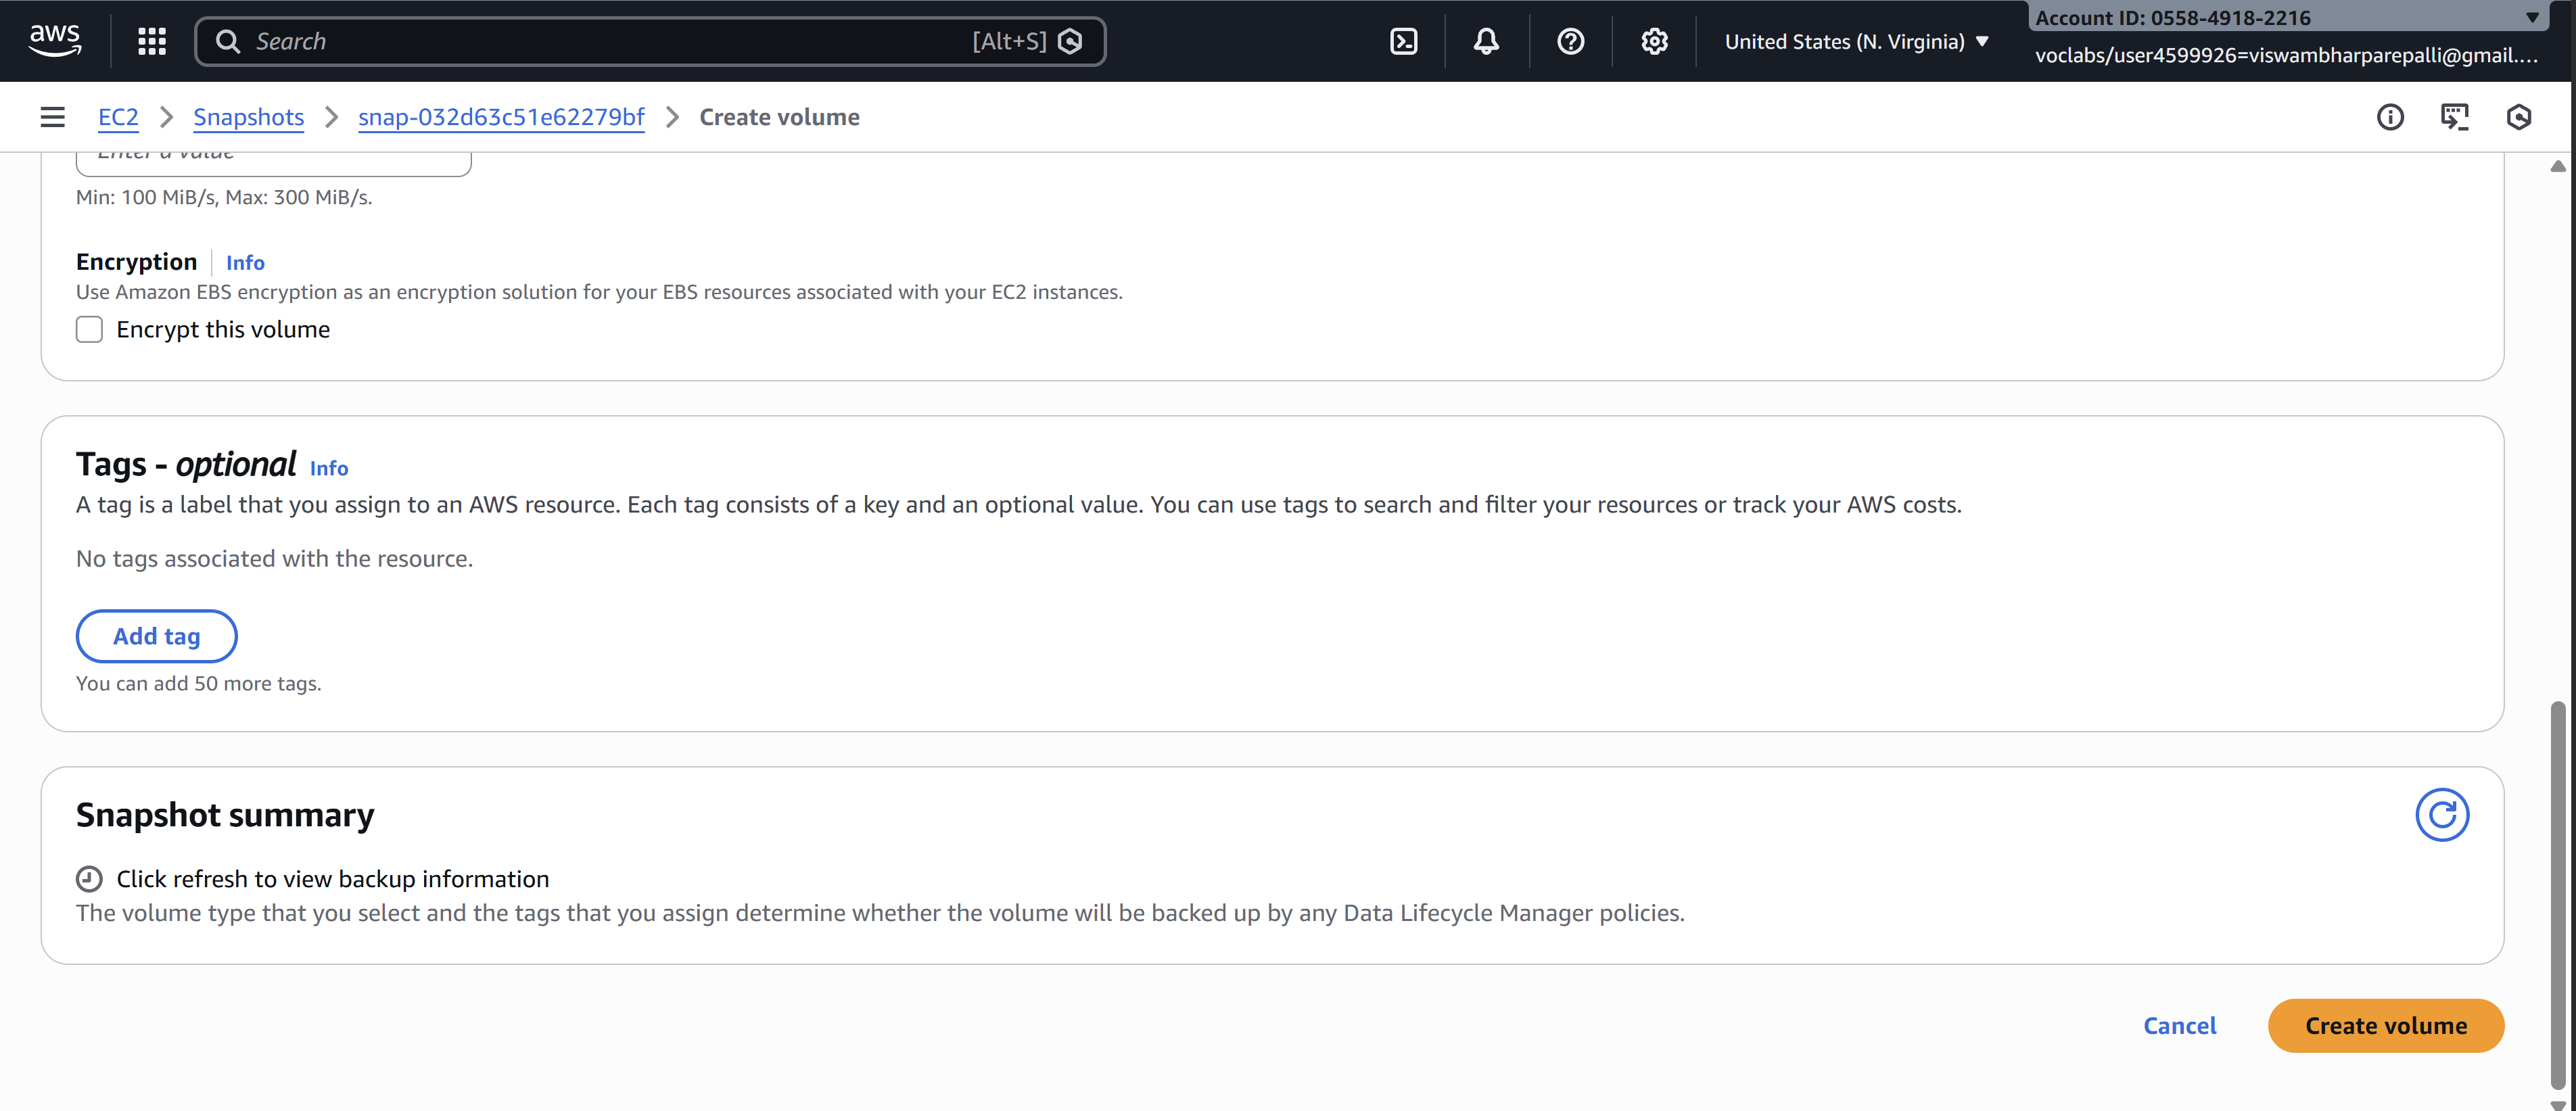 aws
Search
[Alt+S]
United States (N. Virginia)
Account ID: 0558-4918-2216
voclabs/user4599926=viswambharparepalli@gmail....
EC2
Snapshots
snap-032d63c51e62279bf
Create volume
Enter a value
Min: 100 MiB/s, Max: 300 MiB/s.
Encryption
Info
Use Amazon EBS encryption as an encryption solution for your EBS resources associated with your EC2 instances.
Encrypt this volume
Tags - optional Info
A tag is a label that you assign to an AWS resource. Each tag consists of a key and an optional value. You can use tags to search and filter your resources or track your AWS costs.
No tags associated with the resource.
Add tag
You can add 50 more tags.
Snapshot summary
Click refresh to view backup information
The volume type that you select and the tags that you assign determine whether the volume will be backed up by any Data Lifecycle Manager policies.
Cancel
Create volume